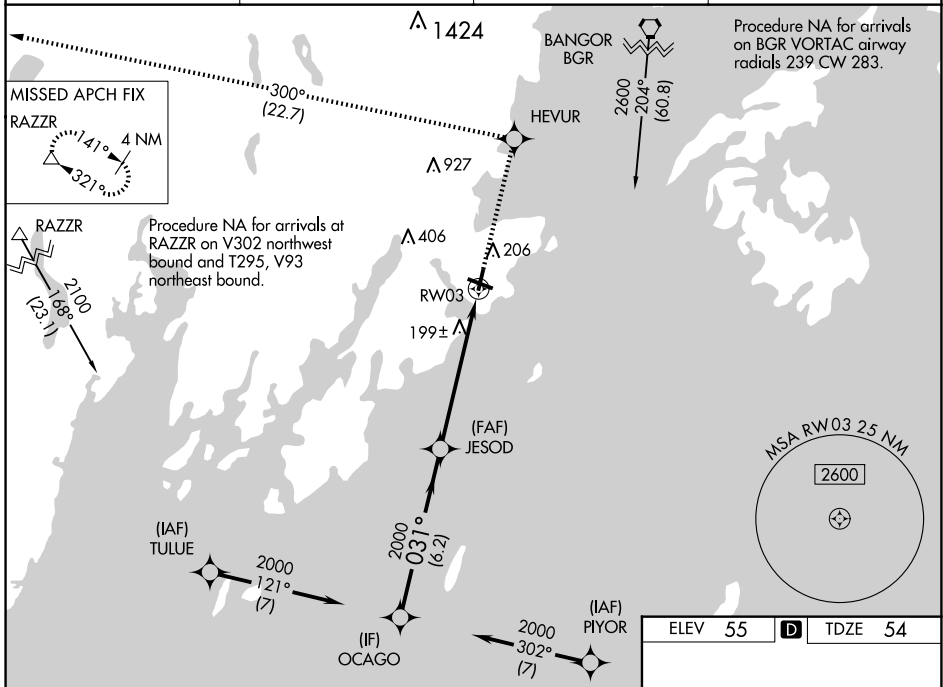 1424
BANGOR
BGR
Procedure NA for arrivals
on BGR VORTAC airway
radials 239 CW 283.
2600
204°
(60.8)
300°
(22.7)
HEVUR
MISSED APCH FIX
RAZZR
141°
4 NM
321°
927
RAZZR
Procedure NA for arrivals at
RAZZR on V302 northwest
bound and T295, V93
northeast bound.
406
206
RW03
2100
168°
(23.1)
199±
(FAF)
JESOD
MSA RW03 25 NM
2600
(IAF)
TULUE
2000
121°
(7)
2000
031°
(6.2)
(IF)
OCAGO
(IAF)
PIYOR
2000
302°
(7)
ELEV 55 D TDZE 54